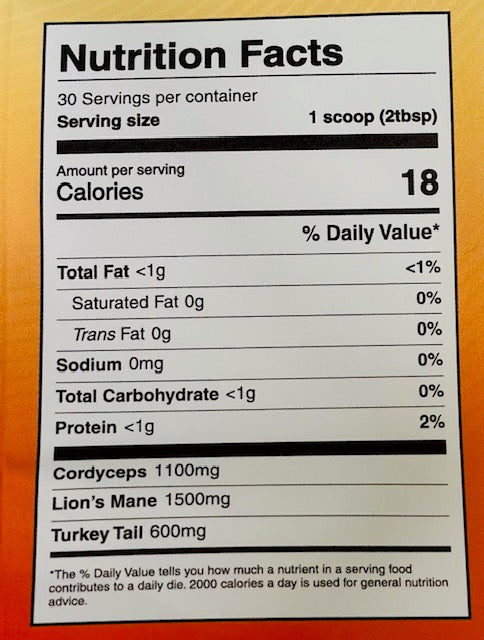 Nutrition Facts
30 Servings per container
Serving size 1 scoop (2tbsp)
Amount per serving
Calories 18
% Daily Value*
Total Fat <1g <1%
Saturated Fat 0g 0%
Trans Fat 0g 0%
Sodium 0mg 0%
Total Carbohydrate <1g 0%
Protein <1g 2%
Cordyceps 1100mg
Lion's Mane 1500mg
Turkey Tail 600mg
*The % Daily Value tells you how much a nutrient in a serving food
contributes to a daily die. 2000 calories a day is used for general nutrition
advice.